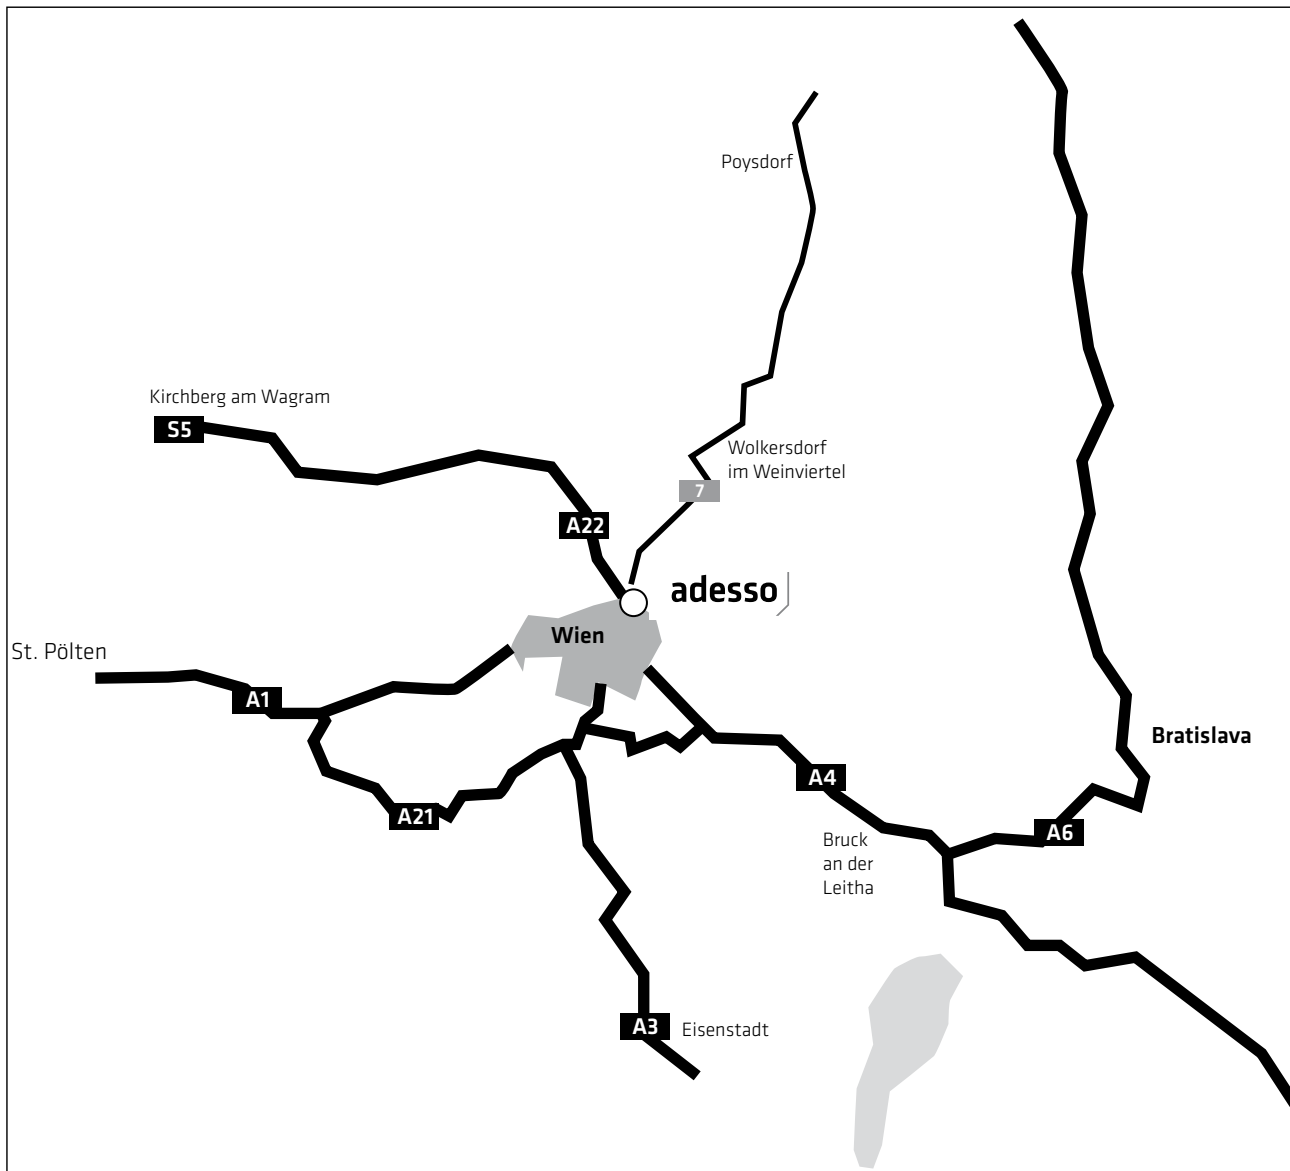 Poysdorf
Kirchberg am Wagram
S5
Wolkersdorf
im Weinviertel
7
A22
adesso
Wien
St. Pölten
A1
Bratislava
A4
A21
A6
Bruck
an der
Leitha
A3
Eisenstadt